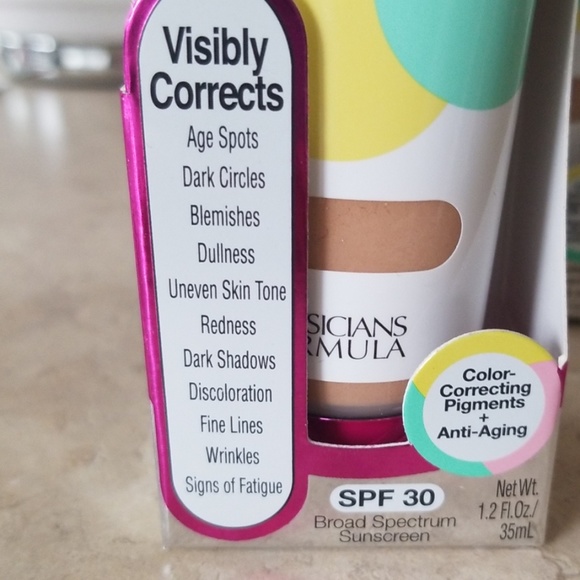 Visibly
Corrects
Age Spots
Dark Circles
Blemishes
Dullness
Uneven Skin Tone
Redness
Dark Shadows
Discoloration
Fine Lines
Wrinkles
Signs of Fatigue
SICIANS
RMULA
Color-
Correcting
Pigments
+
Anti-Aging
SPF 30
Broad Spectrum
Sunscreen
Net Wt.
1.2 Fl.Oz./
35mL